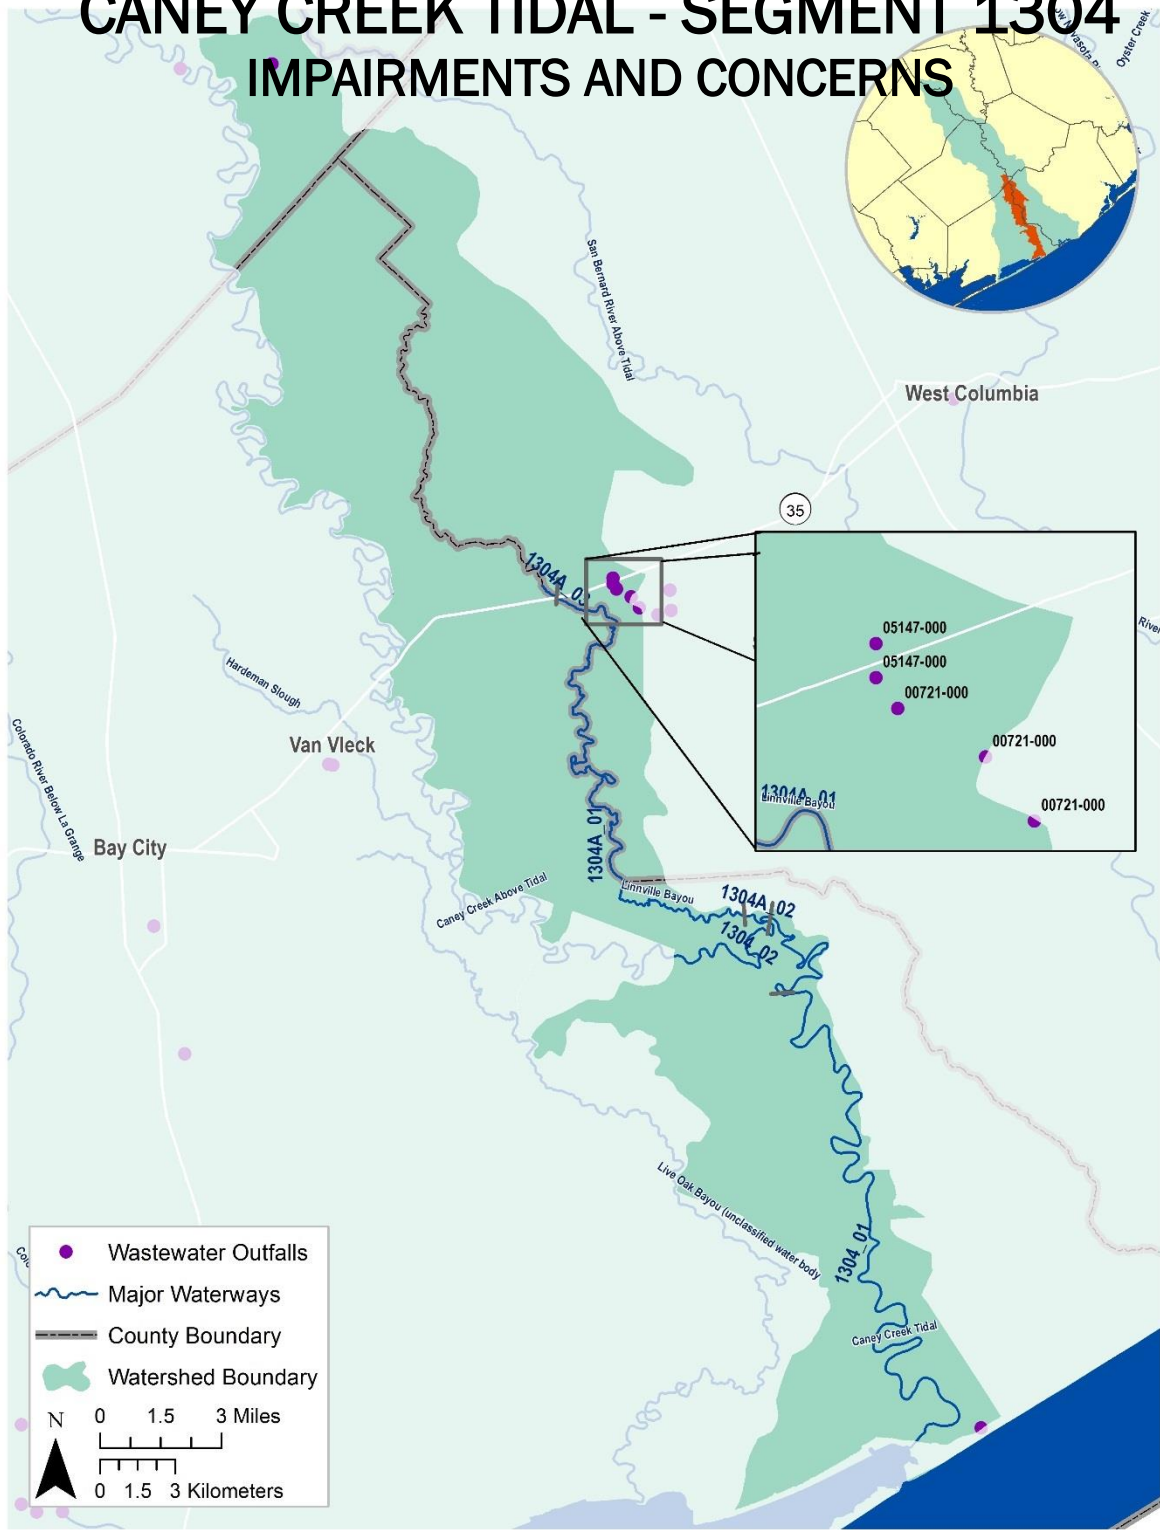 CANEY CREEK TIDAL - SEGMENT 1304
IMPAIRMENTS AND CONCERNS
Oyster Creek
San Bernard River Above Tidal
West Columbia
35
1304A_03
05147-000
05147-000
00721-000
00721-000
00721-000
1304A_01
Linnville Bayou
Hardeman Slough
Van Vleck
Colorado River Below La Grange
Bay City
1304A_01
Caney Creek Above Tidal
Linnville Bayou
1304A_02
1304_02
Live Oak Bayou (unclassified water body
1304_01
Caney Creek Tidal
Wastewater Outfalls
Major Waterways
County Boundary
Watershed Boundary
N
0 1.5 3 Miles
0 1.5 3 Kilometers